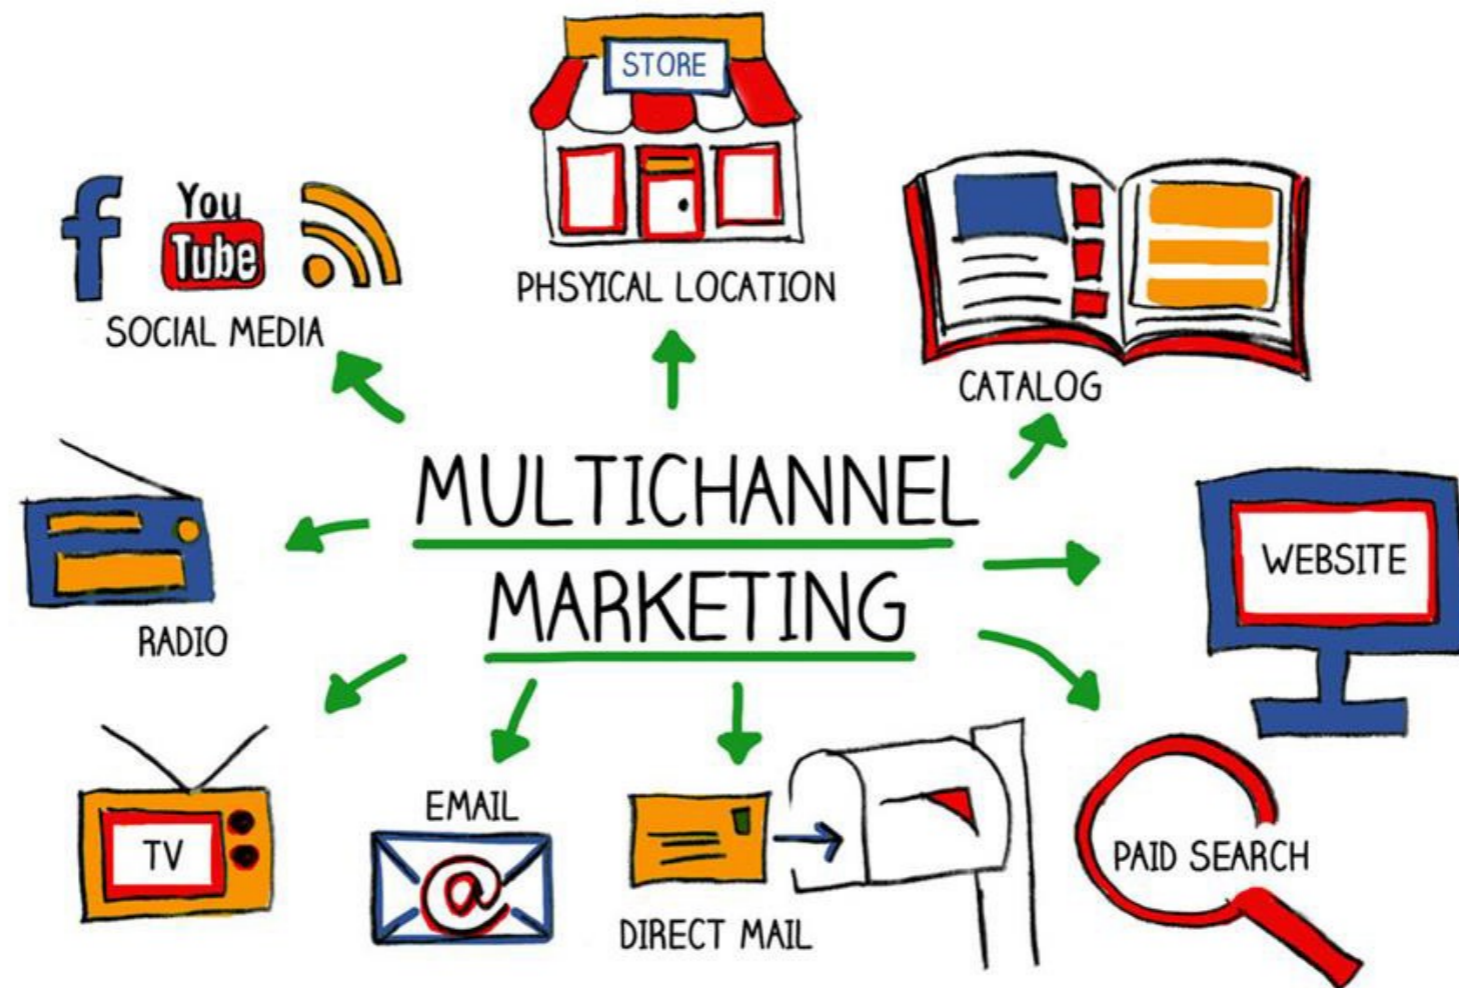 STORE
PHSYICAL LOCATION
f
You
Tube
SOCIAL MEDIA
CATALOG
MULTICHANNEL
MARKETING
WEBSITE
RADIO
TV
EMAIL
@
DIRECT MAIL
PAID SEARCH